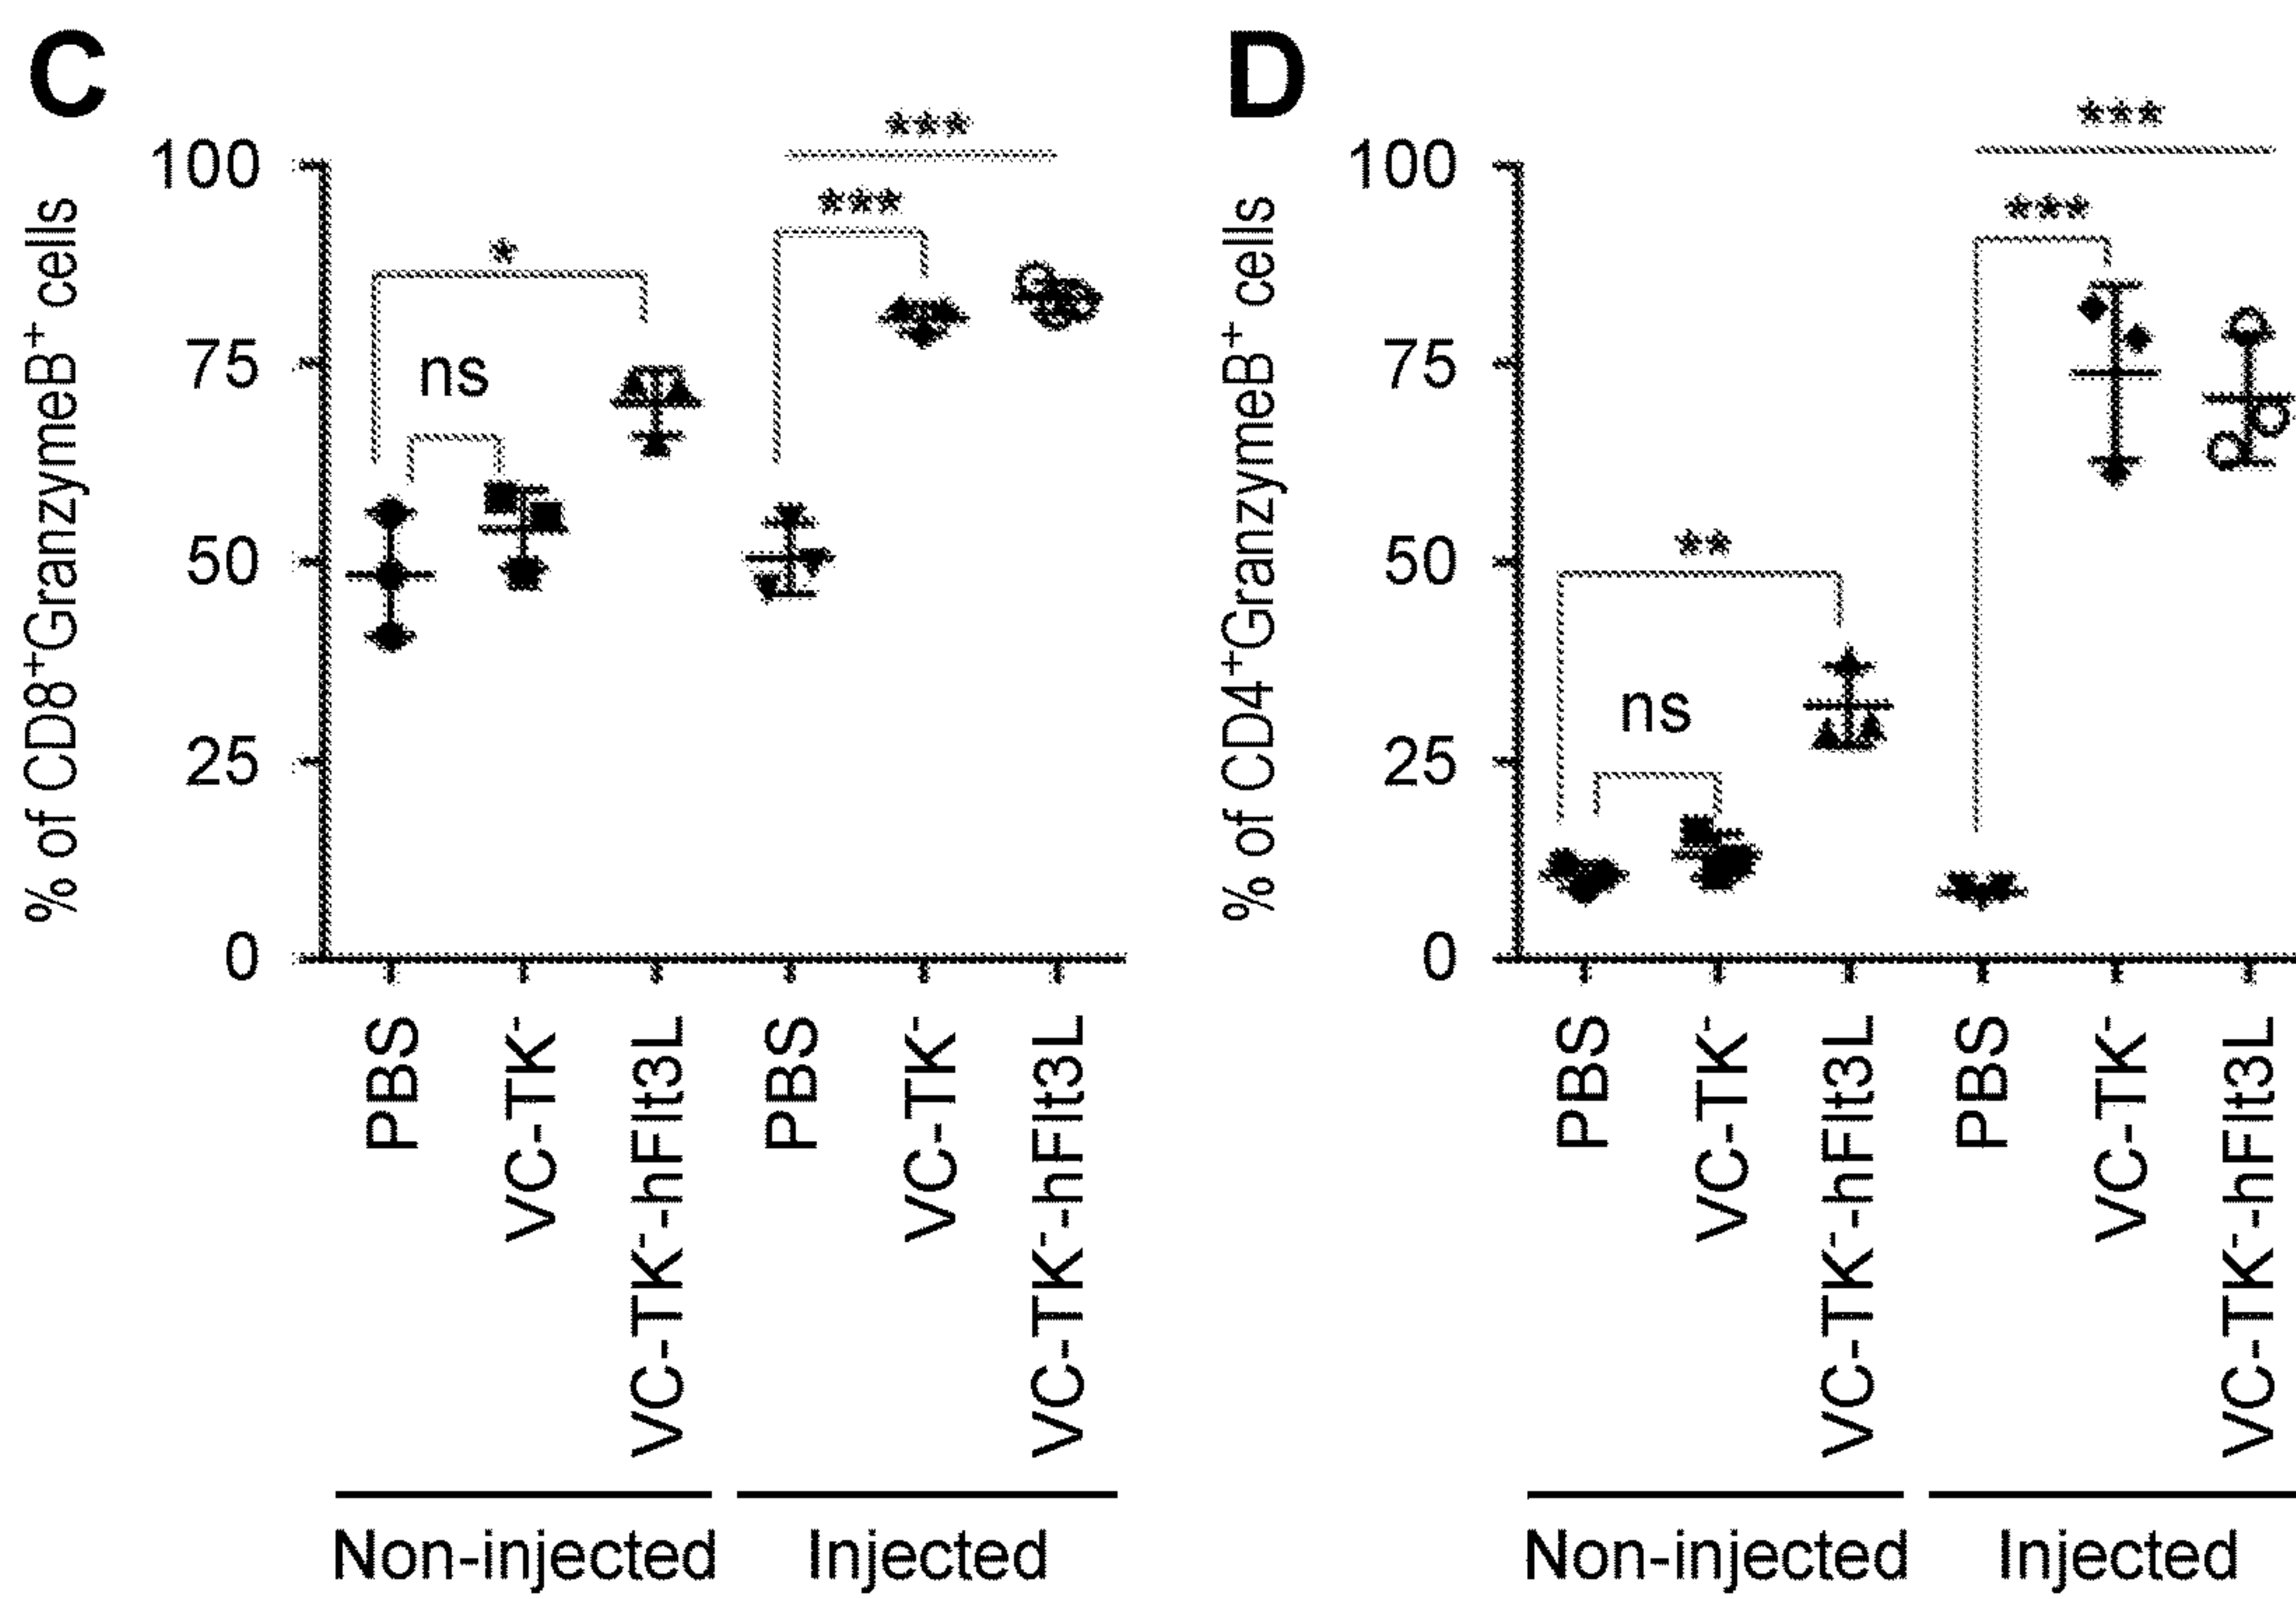 C
% of CD8⁺GranzymeB⁺ cells
100
75
50
25
0
*
ns
***
***
PBS
VC-TK⁻
VC-TK⁻-hFlt3L
PBS
VC-TK⁻
VC-TK⁻-hFlt3L
Non-injected
Injected
D
% of CD4⁺GranzymeB⁺ cells
100
75
50
25
0
**
ns
***
***
PBS
VC-TK⁻
VC-TK⁻-hFlt3L
PBS
VC-TK⁻
VC-TK⁻-hFlt3L
Non-injected
Injected